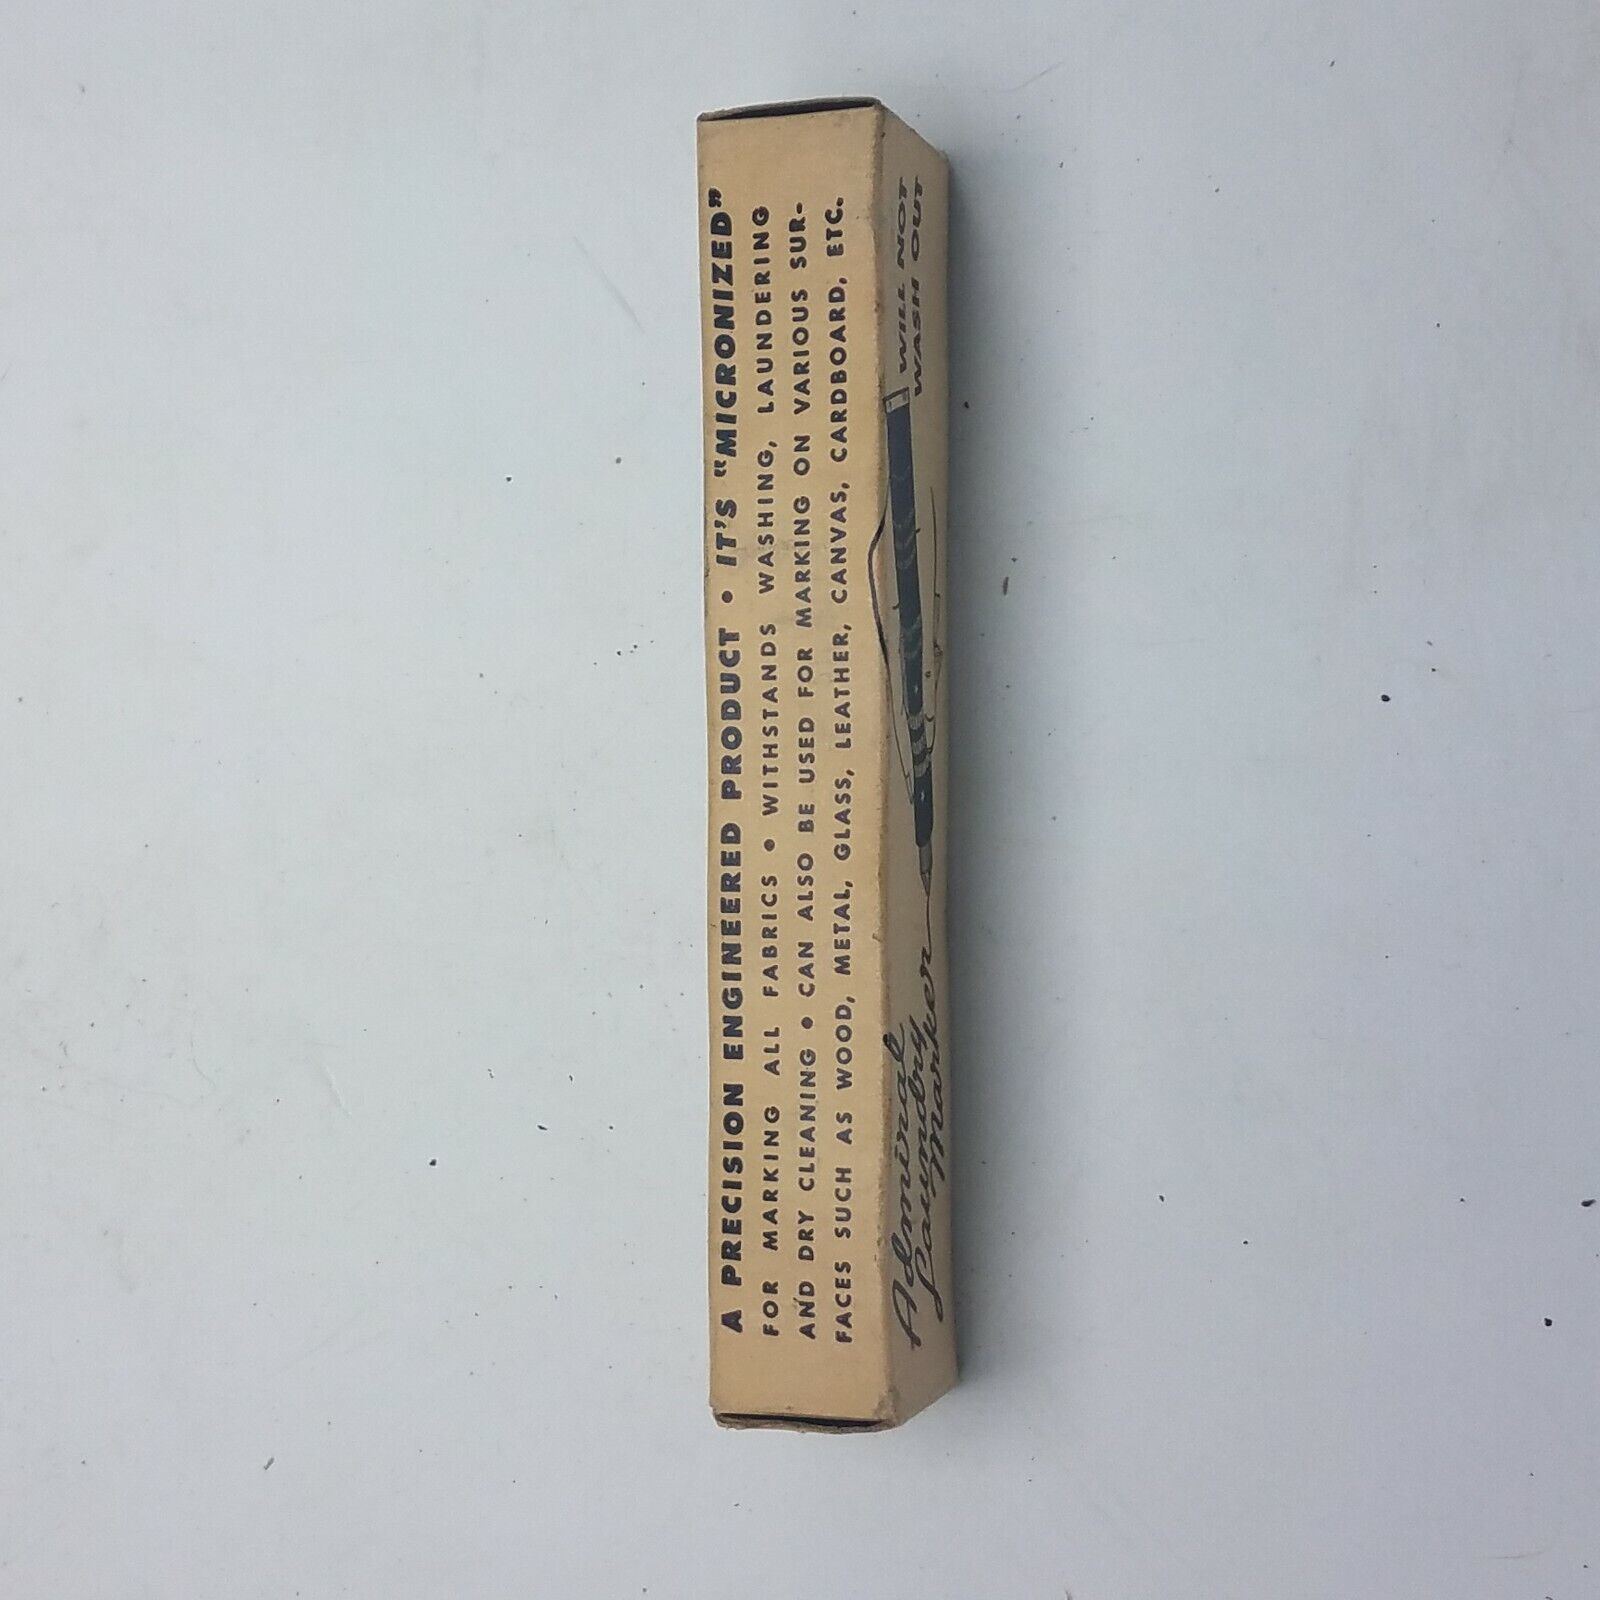 A PRECISION ENGINEERED PRODUCT • IT'S "MICRONIZED"
FOR MARKING ALL FABRICS • WITHSTANDS WASHING, LAUNDERING
AND DRY CLEANING • CAN ALSO BE USED FOR MARKING ON VARIOUS SUR-
FACES SUCH AS WOOD, METAL, GLASS, LEATHER, CANVAS, CARDBOARD, ETC.
Admiral
Laundry
Marker
WILL NOT
WASH OUT